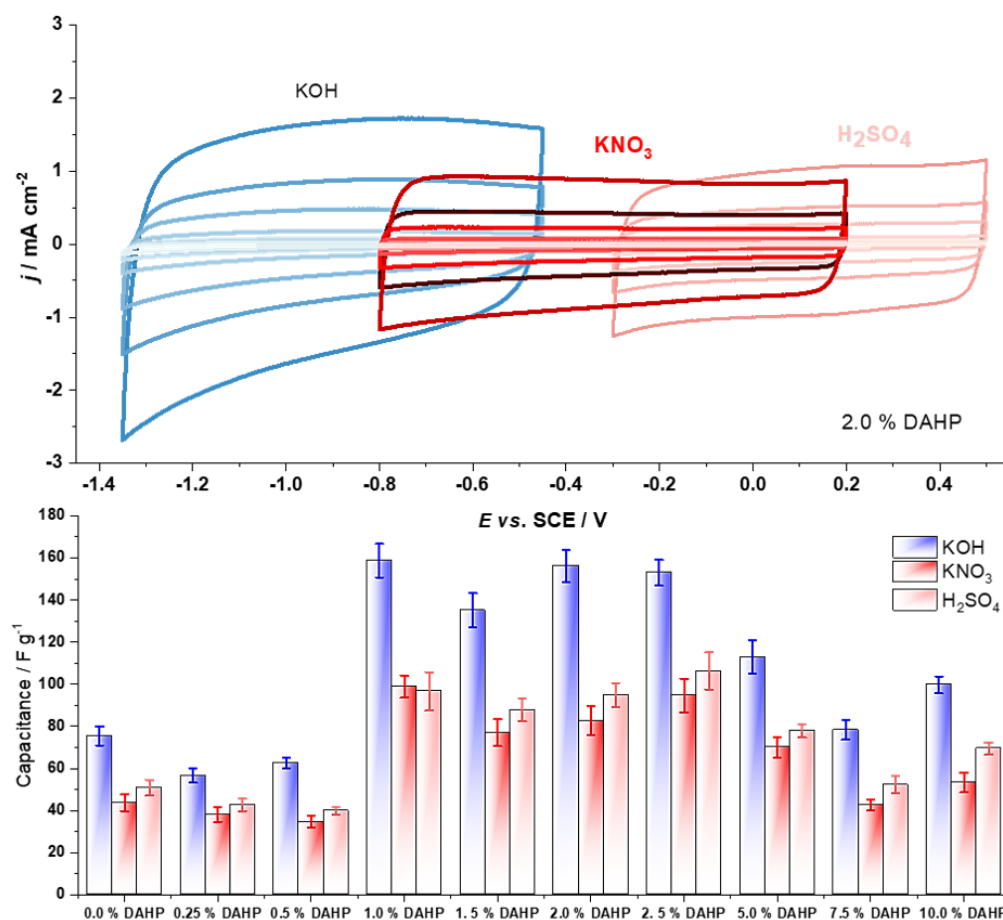 3
2
1
0
-1
-2
-3
j / mA cm-2
KOH
KNO3
H2SO4
2.0 % DAHP
-1.4 -1.2 -1.0 -0.8 -0.6 -0.4 -0.2 0.0 0.2 0.4
E vs. SCE / V
180
160
140
120
100
80
60
40
20
0
Capacitance / F g-1
KOH
KNO3
H2SO4
0.0 % DAHP 0.25 % DAHP 0.5 % DAHP 1.0 % DAHP 1.5 % DAHP 2.0 % DAHP 2.5 % DAHP 5.0 % DAHP 7.5 % DAHP 10.0 % DAHP